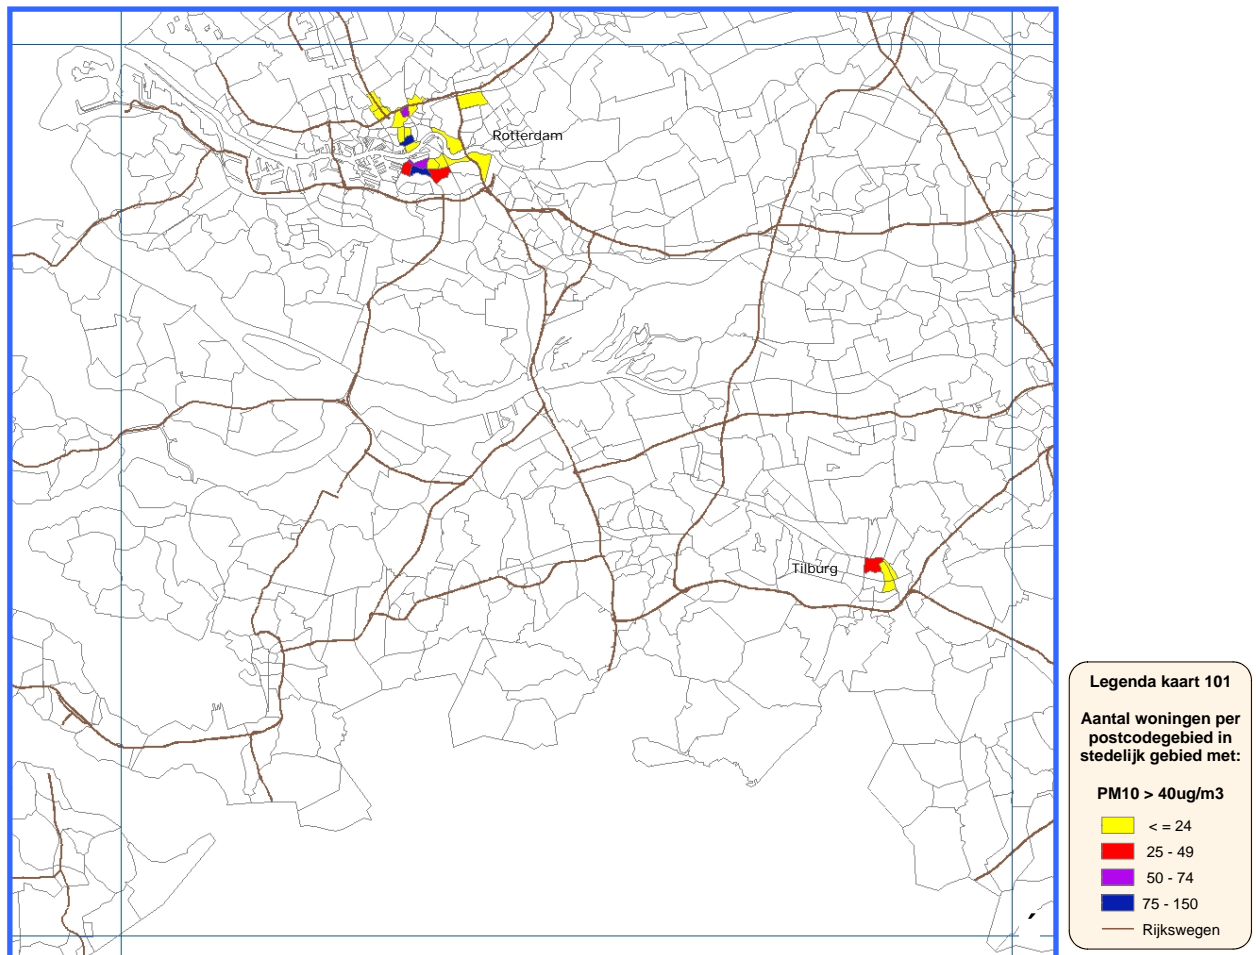 Rotterdam
Tilburg
Legenda kaart 101
Aantal woningen per
postcodegebied in
stedelijk gebied met:
PM10 > 40ug/m3
< = 24
25 - 49
50 - 74
75 - 150
Rijkswegen